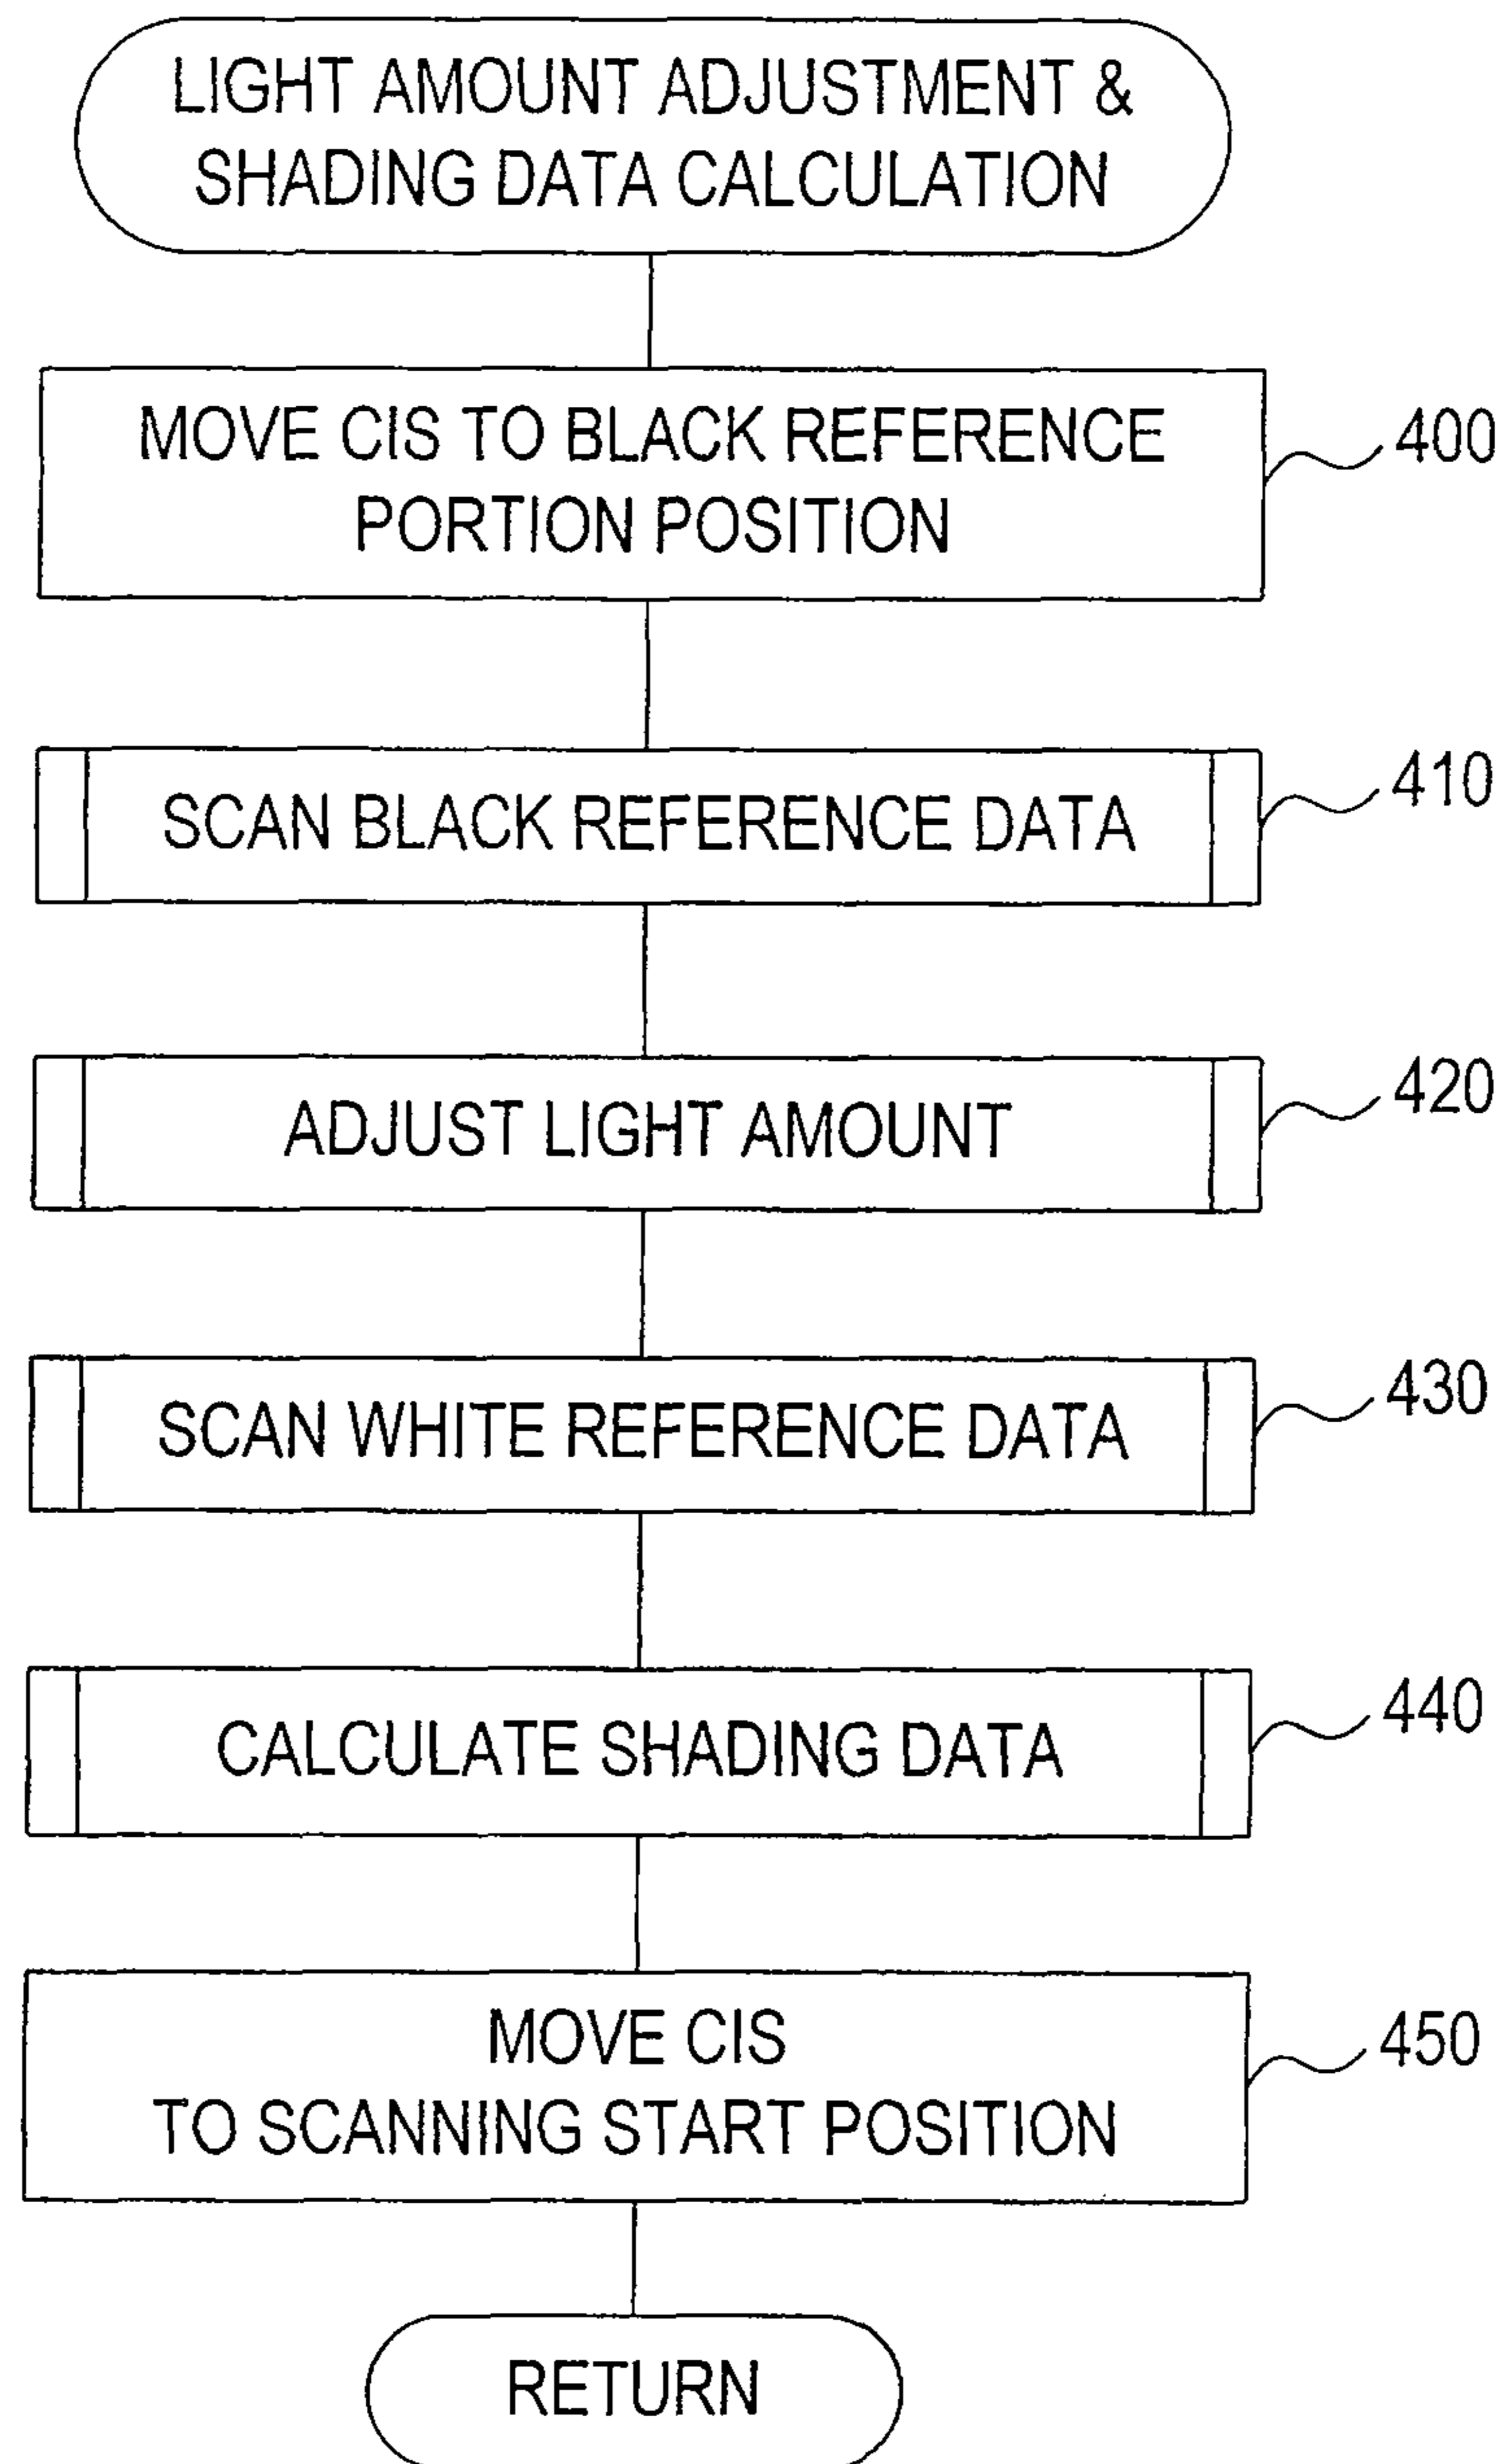 LIGHT AMOUNT ADJUSTMENT &
SHADING DATA CALCULATION
MOVE CIS TO BLACK REFERENCE
PORTION POSITION
400
SCAN BLACK REFERENCE DATA
410
ADJUST LIGHT AMOUNT
420
SCAN WHITE REFERENCE DATA
430
CALCULATE SHADING DATA
440
MOVE CIS
TO SCANNING START POSITION
450
RETURN